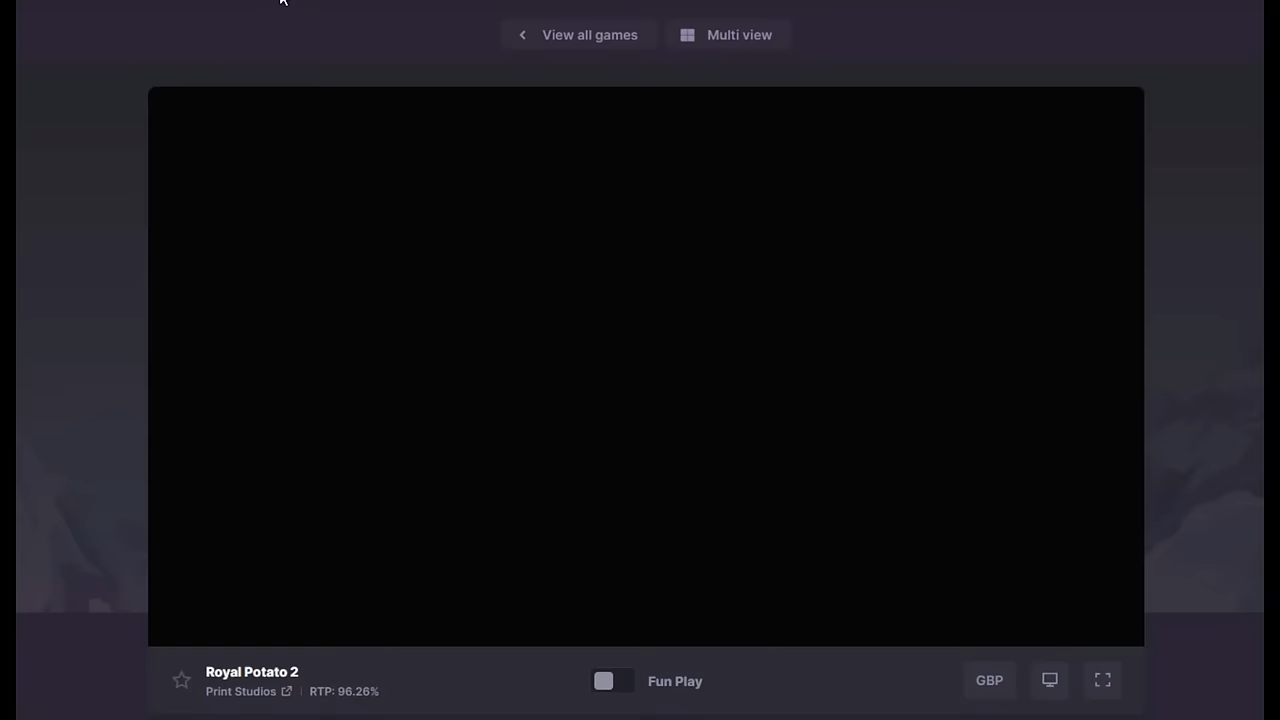 View all games
Multi view
Royal Potato 2
Print Studios | RTP: 96.26%
Fun Play
GBP